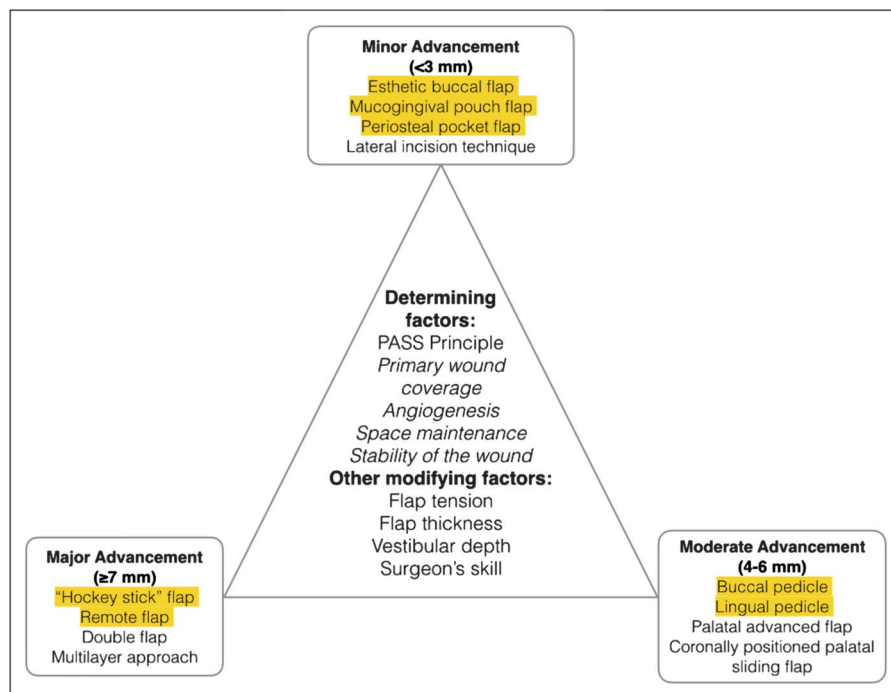 Minor Advancement
(<3 mm)
Esthetic buccal flap
Mucogingival pouch flap
Periosteal pocket flap
Lateral incision technique
Determining
factors:
PASS Principle
Primary wound
coverage
Angiogenesis
Space maintenance
Stability of the wound
Other modifying factors:
Flap tension
Flap thickness
Vestibular depth
Surgeon's skill
Major Advancement
(≥7 mm)
"Hockey stick" flap
Remote flap
Double flap
Multilayer approach
Moderate Advancement
(4-6 mm)
Buccal pedicle
Lingual pedicle
Palatal advanced flap
Coronally positioned palatal
sliding flap